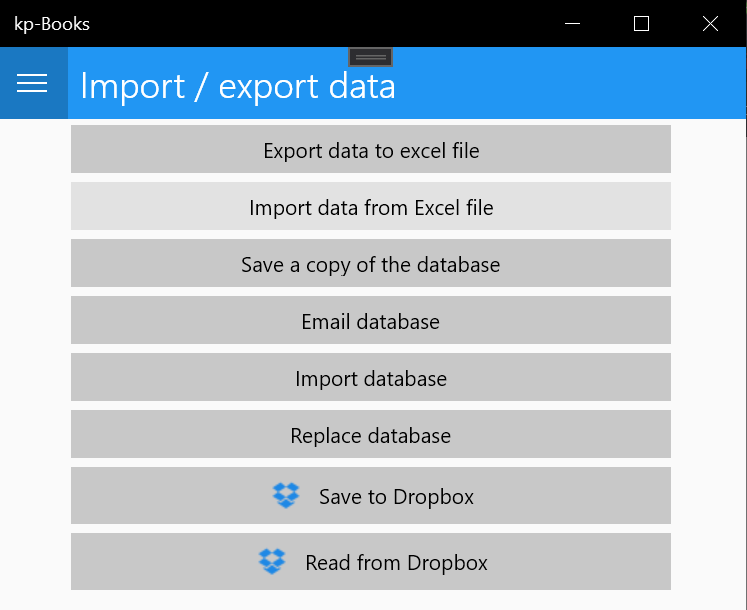 kp-Books
Import / export data
Export data to excel file
Import data from Excel file
Save a copy of the database
Email database
Import database
Replace database
Save to Dropbox
Read from Dropbox